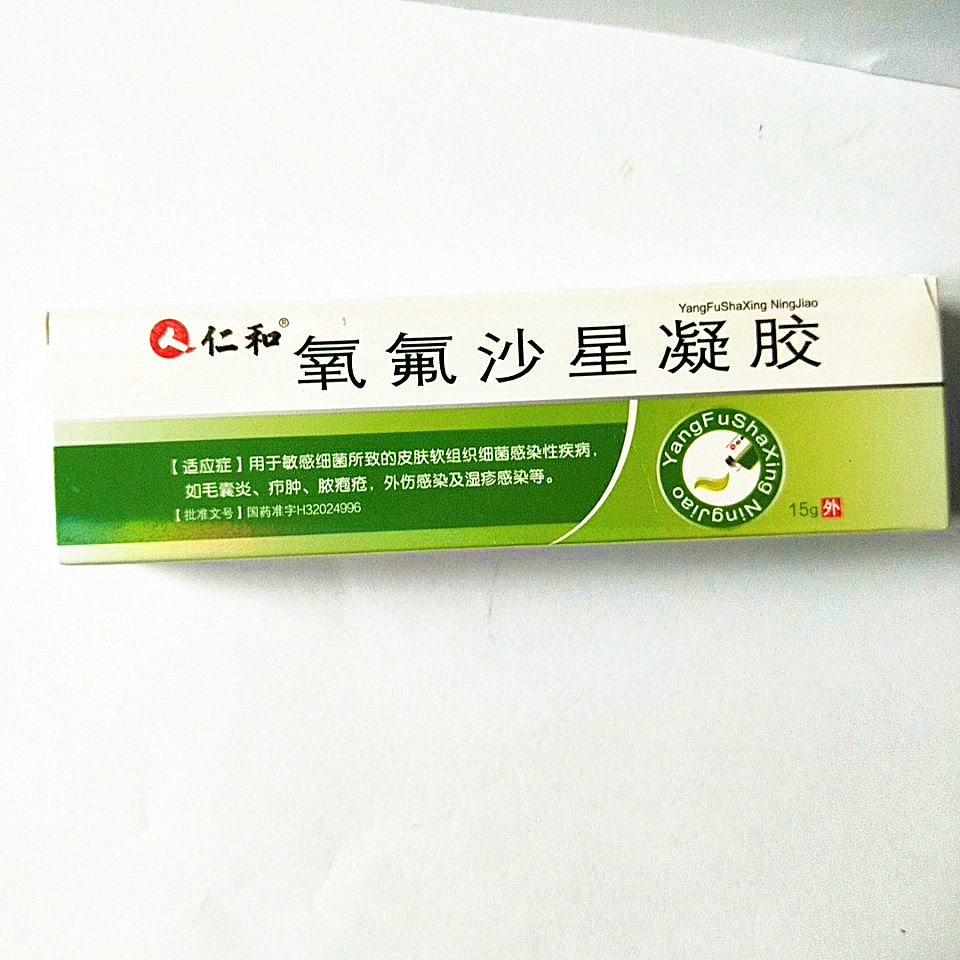 YangFuShaXing NingJiao
仁和®
氧氟沙星凝胶
【适应症】用于敏感细菌所致的皮肤软组织细菌感染性疾病,
如毛囊炎、疖肿、脓疱疮,外伤感染及湿疹感染等。
【批准文号】国药准字H32024996
YangFuShaXing NingJiao
15g 外